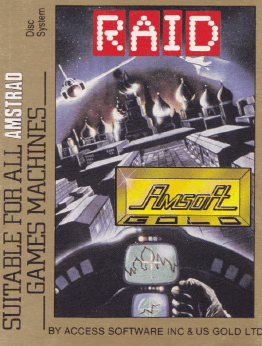 Disc
System
RAID
SUITABLE FOR ALL AMSTRAD
GAMES MACHINES
Amsoft
GOLD
BY ACCESS SOFTWARE INC & US GOLD LTD